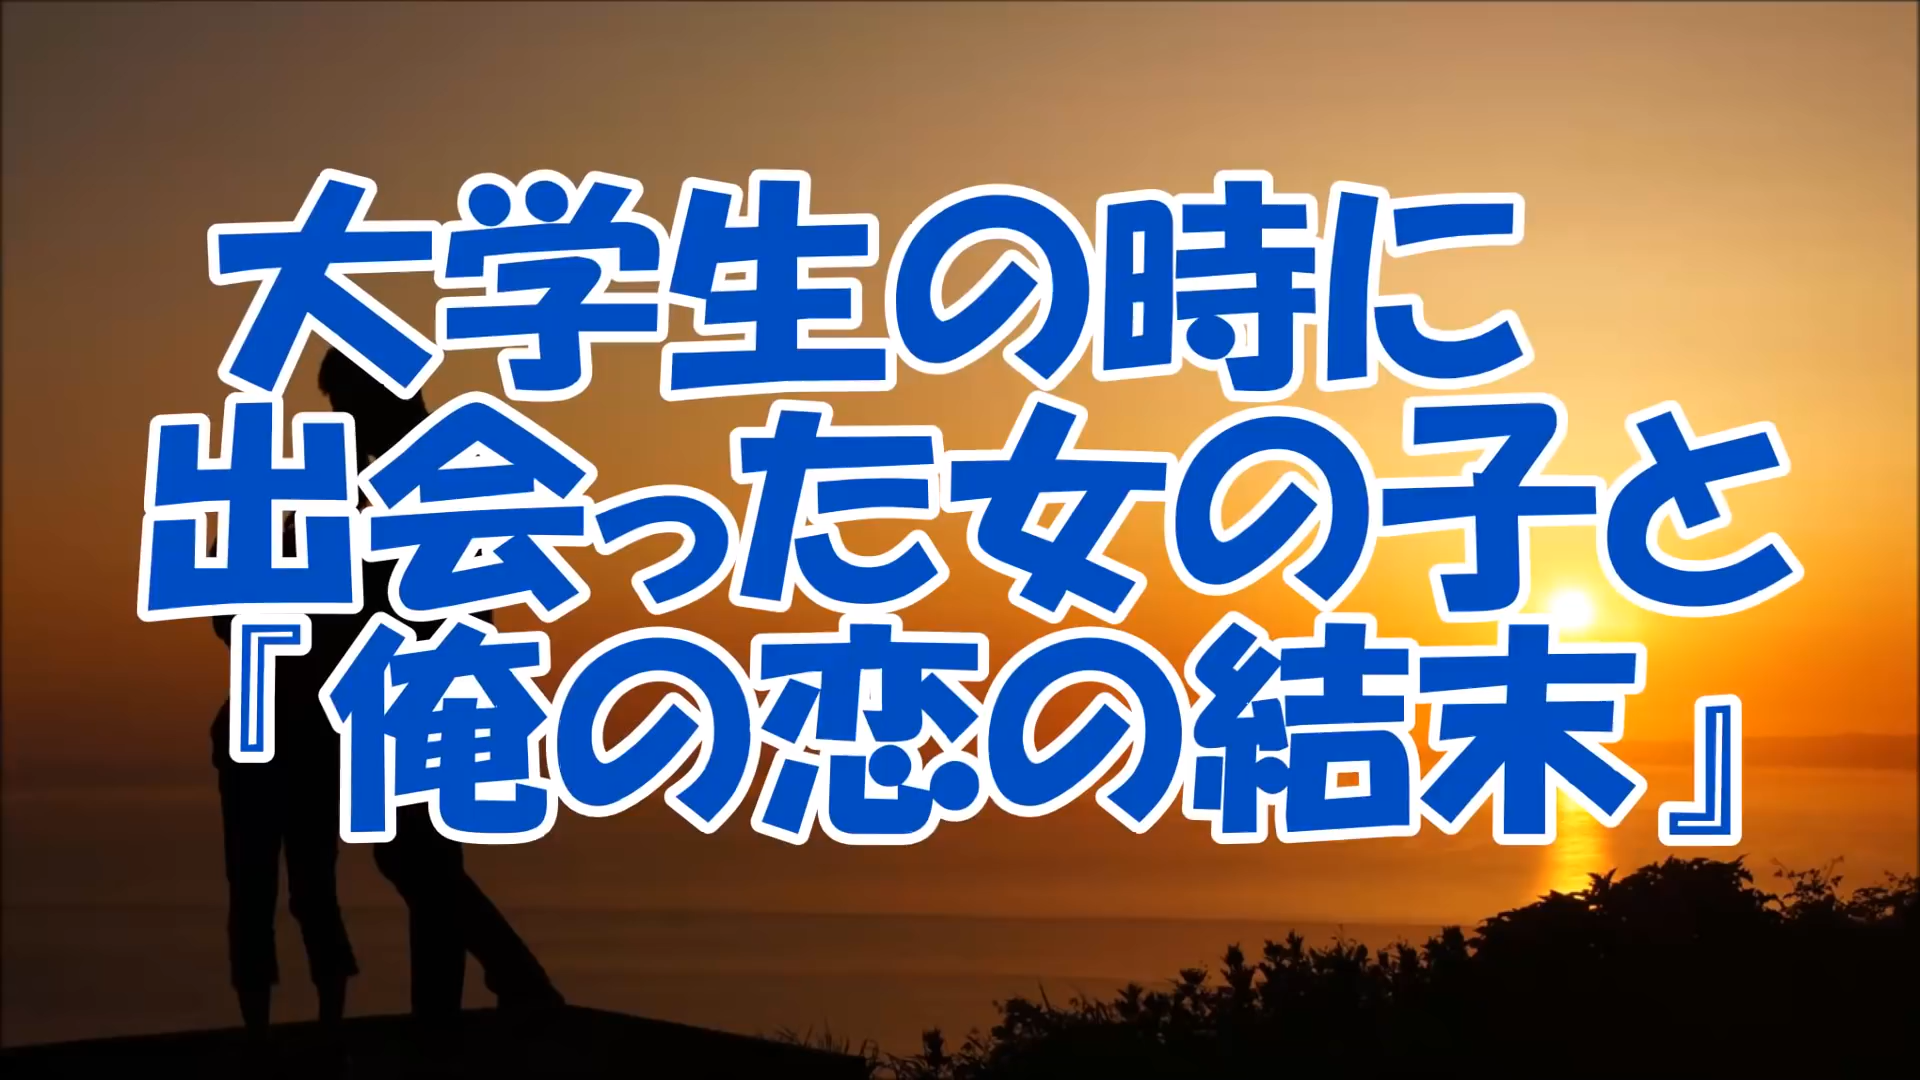 大学生の時に
出会った女の子と
『俺の恋の結末』